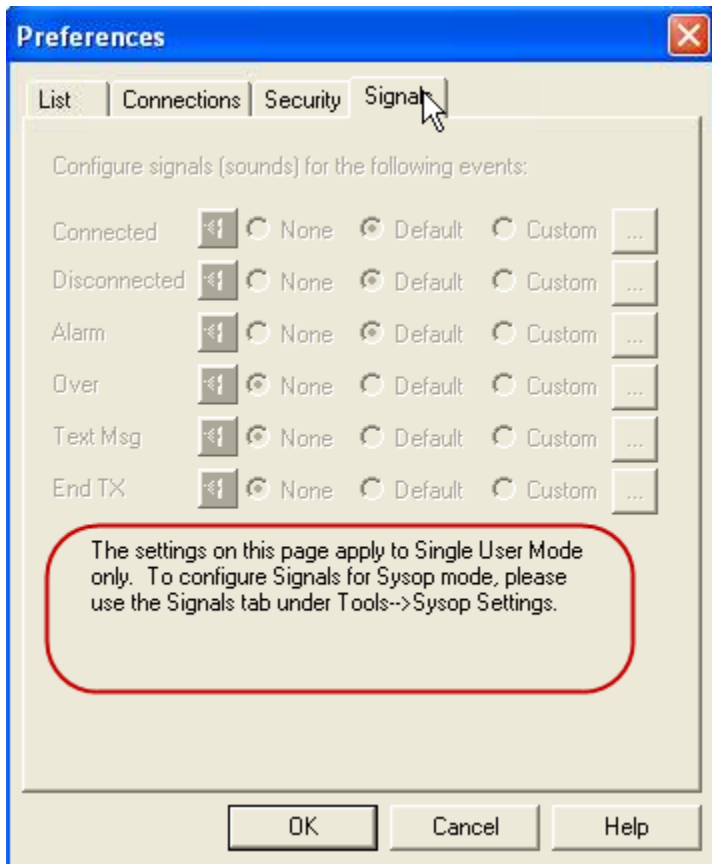 Preferences
List Connections Security Signals
Configure signals (sounds) for the following events:
Connected None Default Custom ...
Disconnected None Default Custom ...
Alarm None Default Custom ...
Over None Default Custom ...
Text Msg None Default Custom ...
End TX None Default Custom ...
The settings on this page apply to Single User Mode
only. To configure Signals for Sysop mode, please
use the Signals tab under Tools-->Sysop Settings.
OK Cancel Help